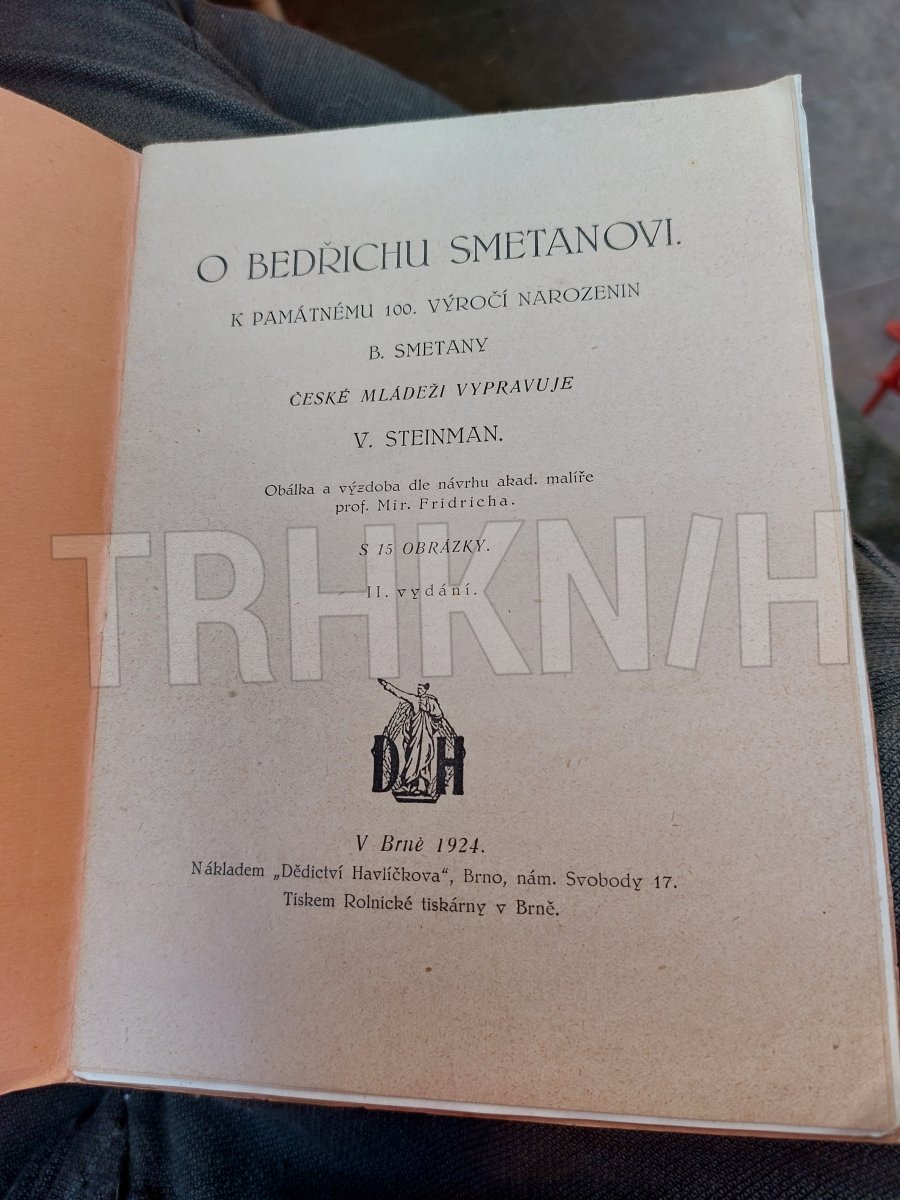 O BEDŘICHU SMETANOVI.
K PAMÁTNÉMU 100. VÝROČÍ NAROZENIN
B. SMETANY
ČESKÉ MLÁDEŽI VYPRAVUJE
V. STEINMAN.
Obálka a výzdoba dle návrhu akad. malíře
prof. Mir. Fridricha.
S 15 OBRÁZKY.
TRHKNIH
II. vydání.
D H
V Brně 1924.
Nákladem „Dědictví Havlíčkova“, Brno, nám. Svobody 17.
Tiskem Rolnické tiskárny v Brně.